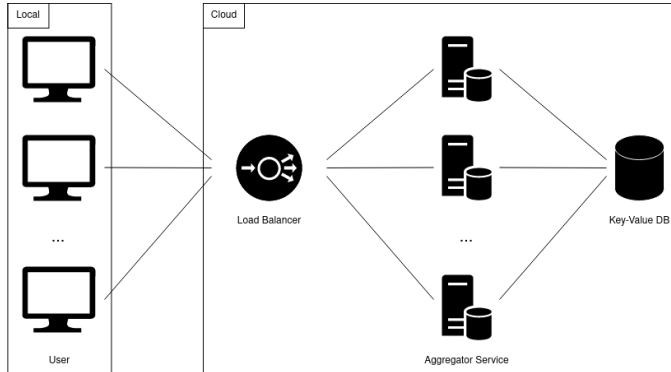 Local
Cloud
...
...
Load Balancer
Key-Value DB
User
Aggregator Service